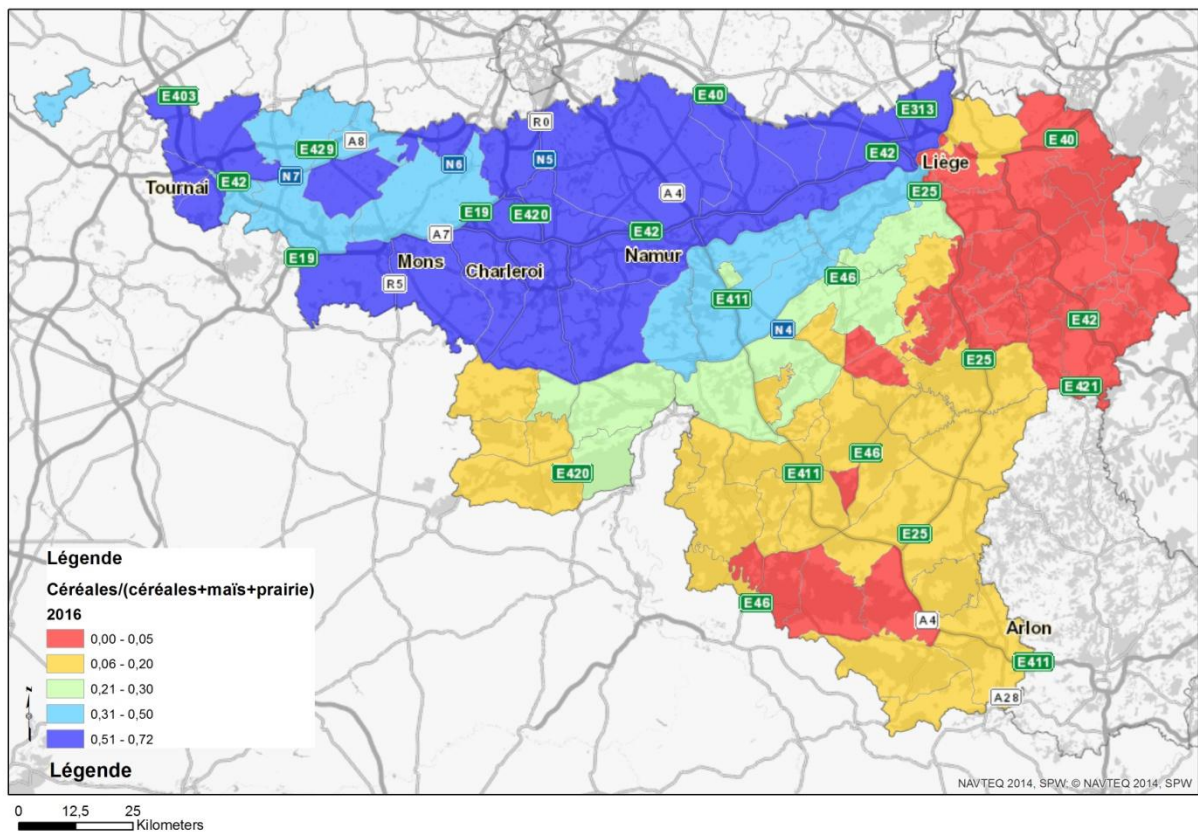 E403
E40
E313
R0
A8
E429
N6
N5
E42
E40
Liège
E42
N7
Tournai
A4
E25
E19
E420
A7
E42
E19
Mons
Charleroi
Namur
R5
E46
E411
N4
E42
E25
E421
E46
E420
E411
E25
E46
A4
Arlon
E411
A28
Légende
Céréales/(céréales+maïs+prairie)
2016
0,00 - 0,05
0,06 - 0,20
0,21 - 0,30
0,31 - 0,50
0,51 - 0,72
N
Légende
NAVTEQ 2014, SPW; © NAVTEQ 2014, SPW
0 12,5 25
Kilometers